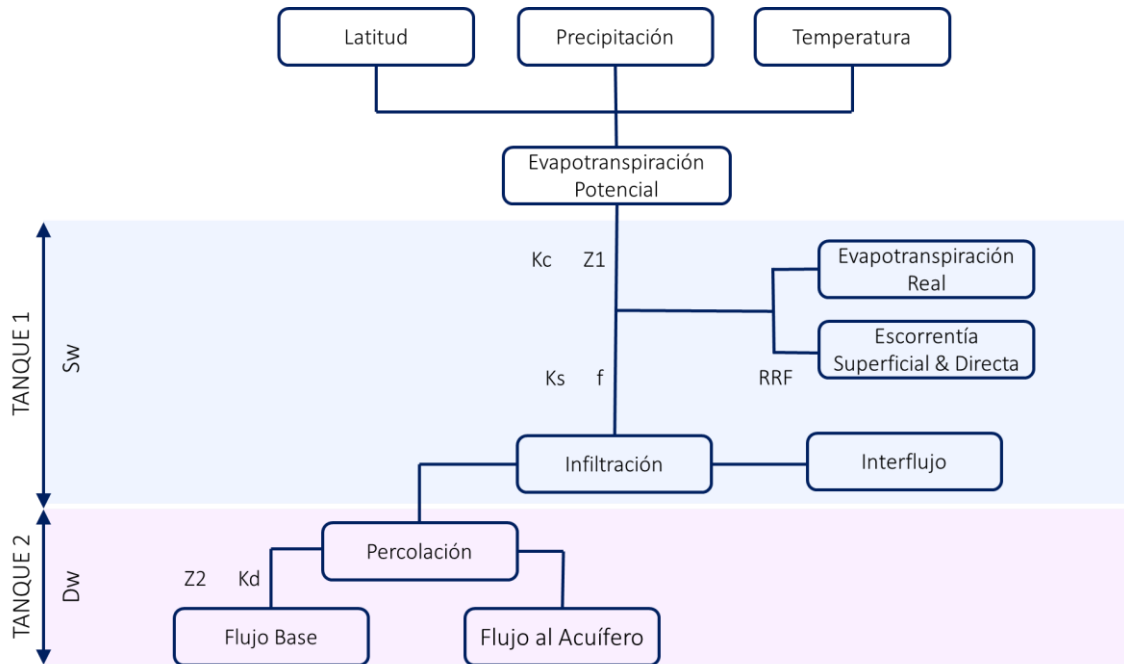 Latitud
Precipitación
Temperatura
Evapotranspiración
Potencial
TANQUE 1
Sw
Kc
Z1
Evapotranspiración
Real
Escorrentía
Superficial & Directa
Ks
f
RRF
Infiltración
Interflujo
TANQUE 2
Dw
Percolación
Z2
Kd
Flujo Base
Flujo al Acuífero